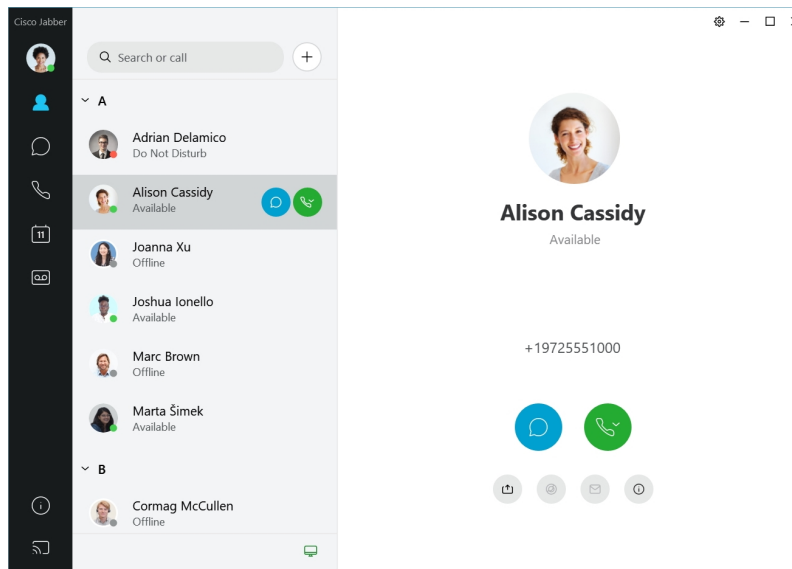 Cisco Jabber
Search or call
A
Adrian Delamico
Do Not Disturb
Alison Cassidy
Available
Joanna Xu
Offline
Joshua Ionello
Available
Marc Brown
Offline
Marta Šimek
Available
B
Cormag McCullen
Offline
11
Alison Cassidy
Available
+19725551000